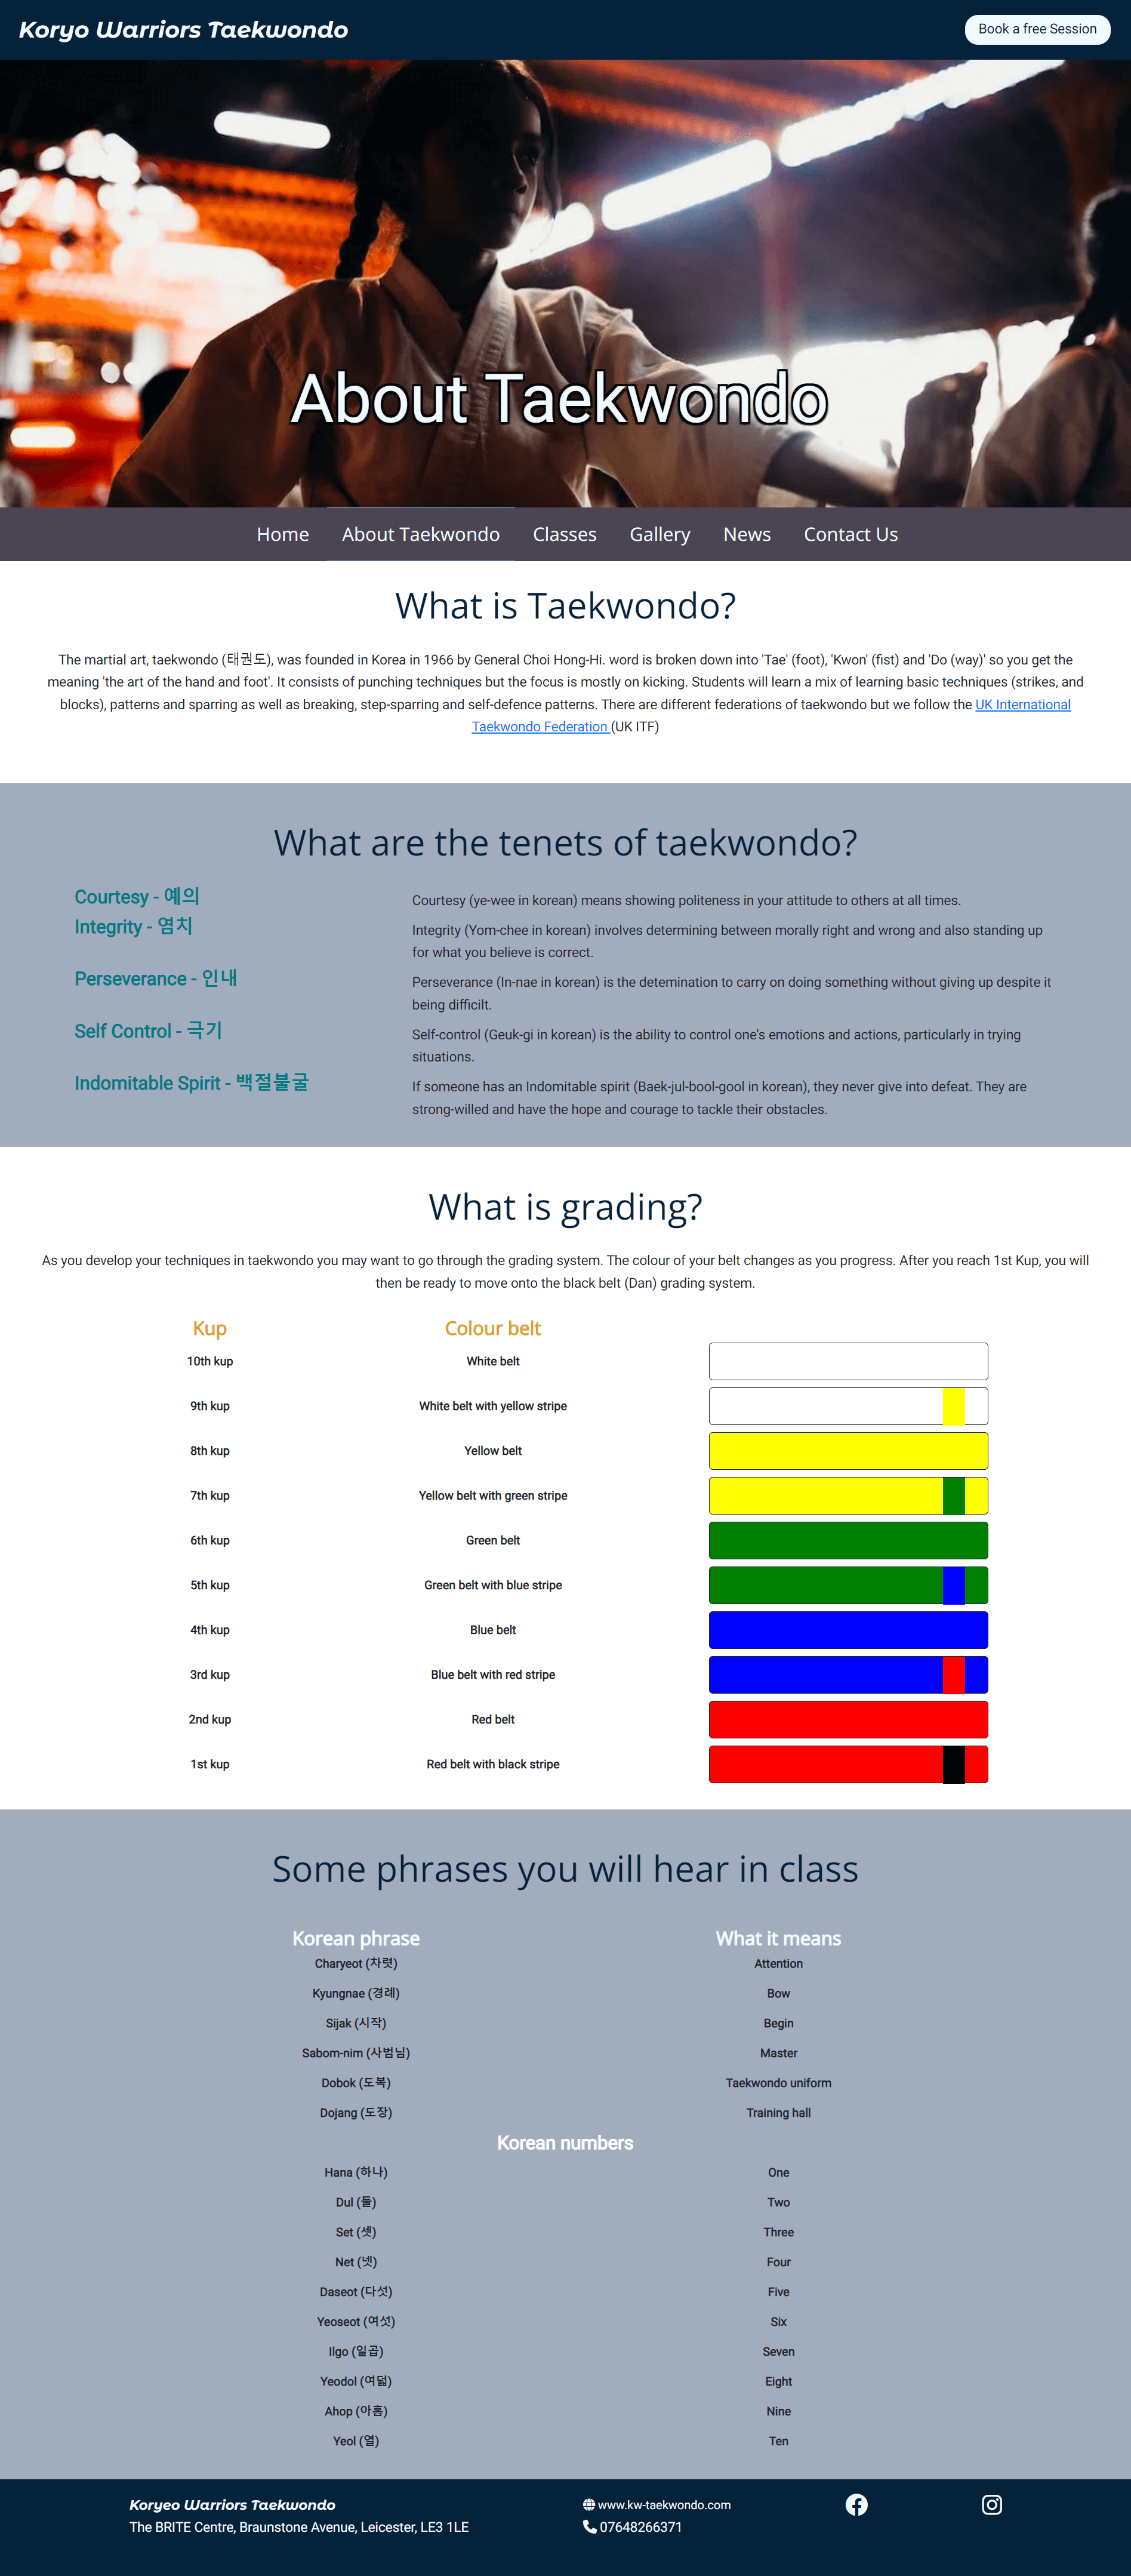 Koryo Warriors Taekwondo
Book a free Session
About Taekwondo
Home About Taekwondo Classes Gallery News Contact Us
What is Taekwondo?
The martial art, taekwondo (태권도), was founded in Korea in 1966 by General Choi Hong-Hi. word is broken down into 'Tae' (foot), 'Kwon' (fist) and 'Do (way)' so you get the
meaning 'the art of the hand and foot'. It consists of punching techniques but the focus is mostly on kicking. Students will learn a mix of learning basic techniques (strikes, and
blocks), patterns and sparring as well as breaking, step-sparring and self-defence patterns. There are different federations of taekwondo but we follow the UK International
Taekwondo Federation (UK ITF)
What are the tenets of taekwondo?
Courtesy - 예의
Courtesy (ye-wee in korean) means showing politeness in your attitude to others at all times.
Integrity - 염치
Integrity (Yom-chee in korean) involves determining between morally right and wrong and also standing up
for what you believe is correct.
Perseverance - 인내
Perseverance (In-nae in korean) is the detemination to carry on doing something without giving up despite it
being difficilt.
Self Control - 극기
Self-control (Geuk-gi in korean) is the ability to control one's emotions and actions, particularly in trying
situations.
Indomitable Spirit - 백절불굴
If someone has an Indomitable spirit (Baek-jul-bool-gool in korean), they never give into defeat. They are
strong-willed and have the hope and courage to tackle their obstacles.
What is grading?
As you develop your techniques in taekwondo you may want to go through the grading system. The colour of your belt changes as you progress. After you reach 1st Kup, you will
then be ready to move onto the black belt (Dan) grading system.
Kup Colour belt
10th kup White belt
9th kup White belt with yellow stripe
8th kup Yellow belt
7th kup Yellow belt with green stripe
6th kup Green belt
5th kup Green belt with blue stripe
4th kup Blue belt
3rd kup Blue belt with red stripe
2nd kup Red belt
1st kup Red belt with black stripe
Some phrases you will hear in class
Korean phrase What it means
Charyeot (차렷) Attention
Kyungnae (경례) Bow
Sijak (시작) Begin
Sabom-nim (사범님) Master
Dobok (도복) Taekwondo uniform
Dojang (도장) Training hall
Korean numbers
Hana (하나) One
Dul (둘) Two
Set (셋) Three
Net (넷) Four
Daseot (다섯) Five
Yeoseot (여섯) Six
Ilgo (일곱) Seven
Yeodol (여덟) Eight
Ahop (아홉) Nine
Yeol (열) Ten
Koryeo Warriors Taekwondo
The BRITE Centre, Braunstone Avenue, Leicester, LE3 1LE
www.kw-taekwondo.com
07648266371